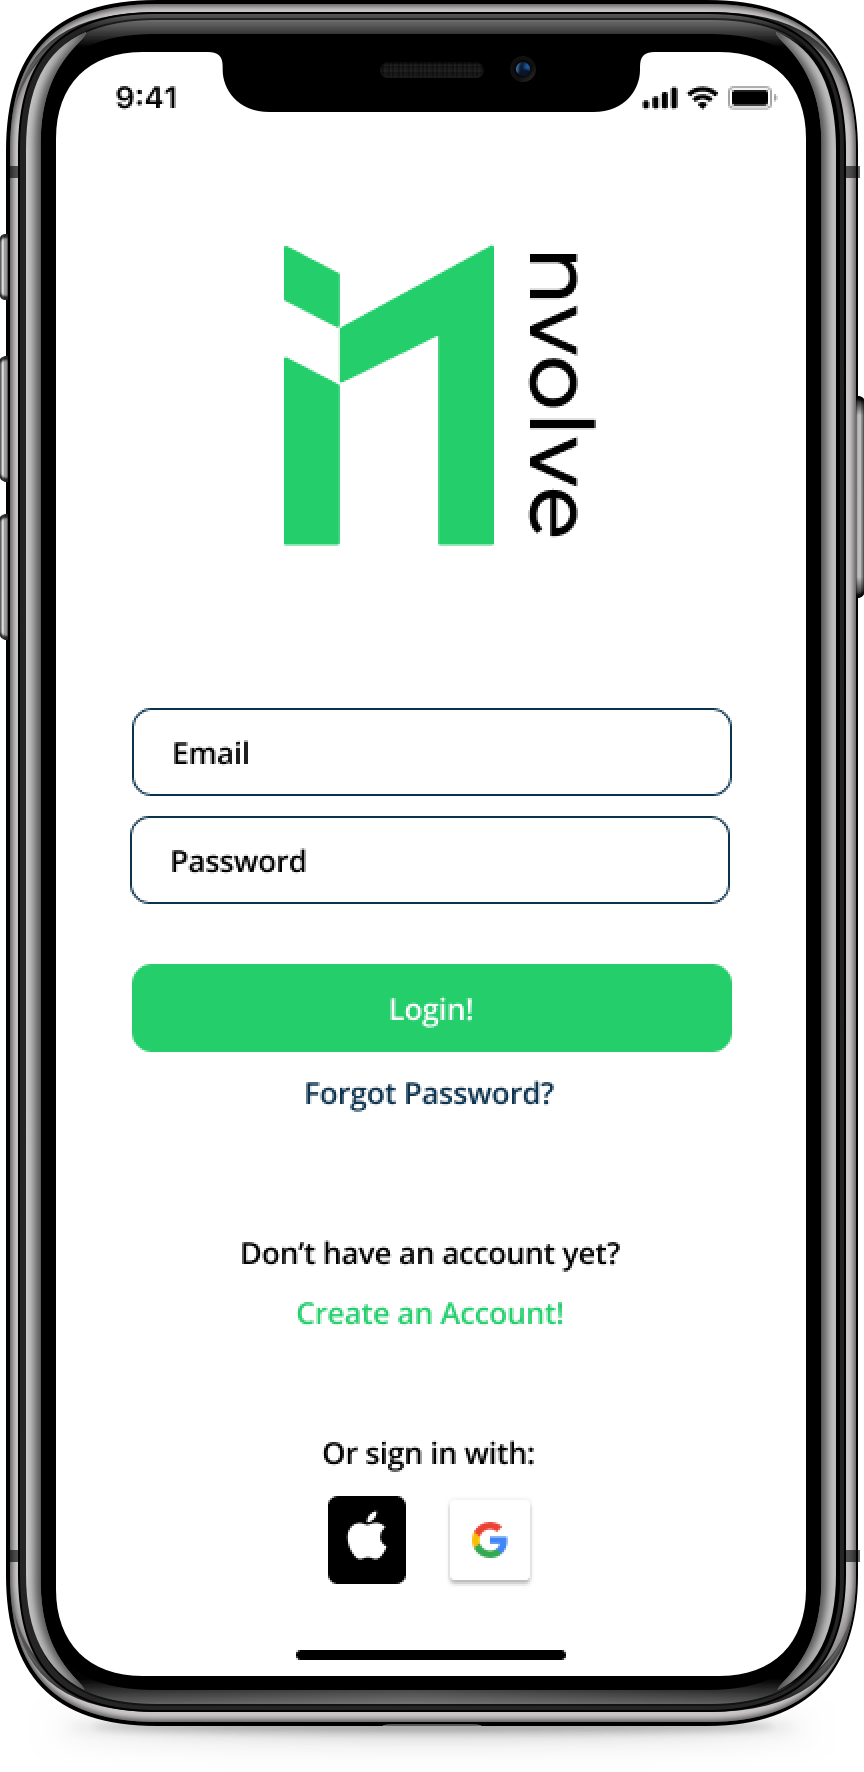 9:41
nvolve
Email
Password
Login!
Forgot Password?
Don't have an account yet?
Create an Account!
Or sign in with: